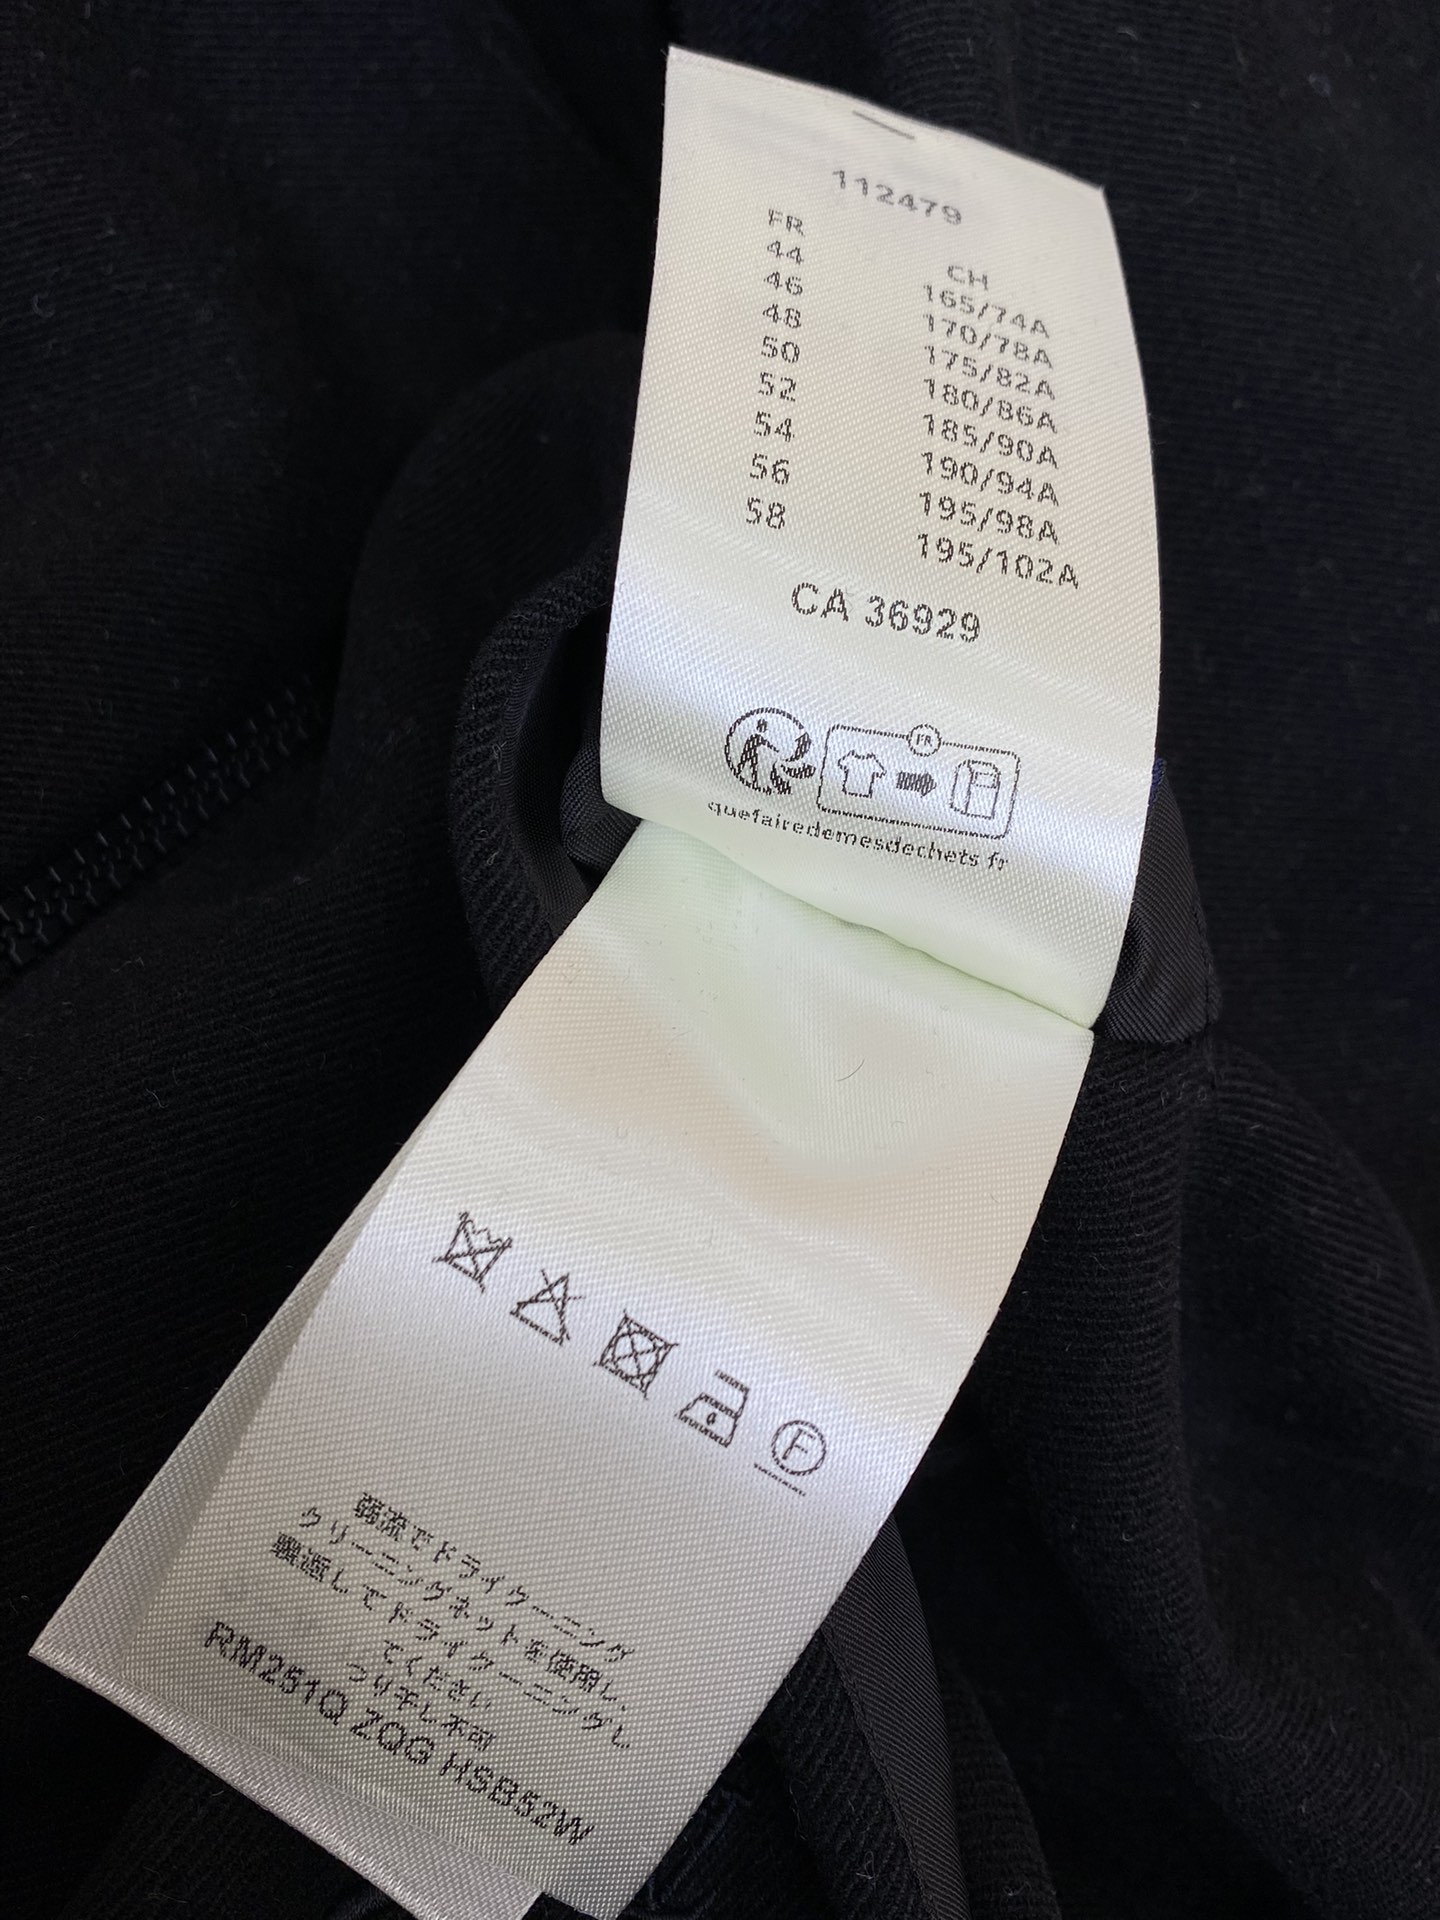 112479
FR CH
44 165/74A
46 170/78A
48 175/82A
50 180/86A
52 185/90A
54 190/94A
56 195/98A
58 195/102A
CA 36929
FR
quefairedemesdechets.fr
F
弱流でドライクーニング
クリーニングネットを使用し、
裏返してドライクーニングし
てください
つり干し不可
RM251Q ZQG HSB52W